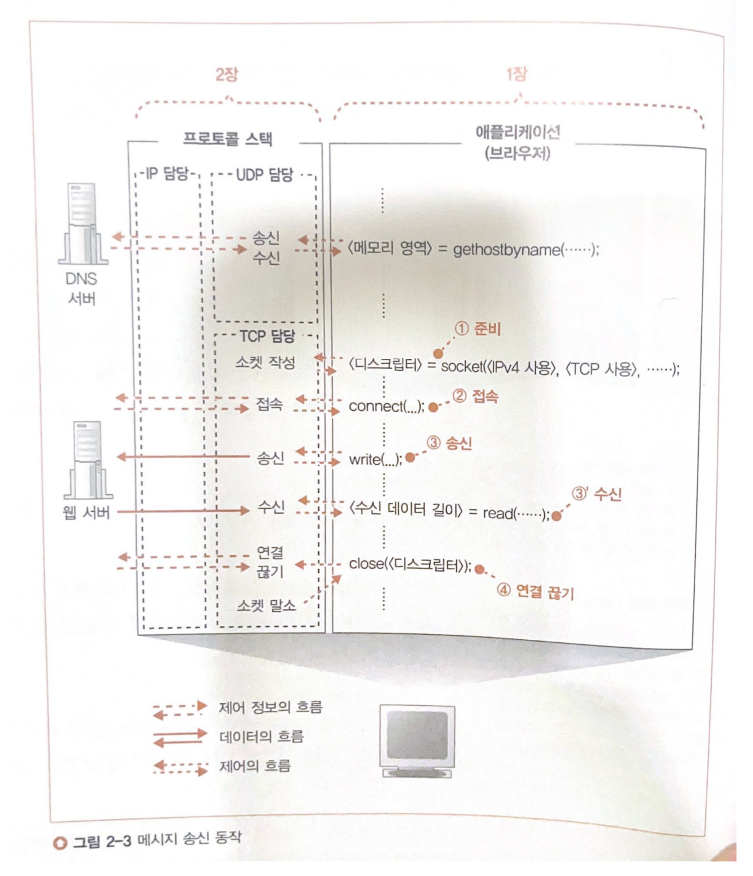 2장
1장
프로토콜 스택
애플리케이션
(브라우저)
IP 담당
UDP 담당
송신
수신
〈메모리 영역〉 = gethostbyname(……);
DNS
서버
① 준비
TCP 담당
소켓 작성
〈디스크립터〉 = socket(〈IPv4 사용〉, 〈TCP 사용〉, ……);
② 접속
접속
connect(...);
③ 송신
송신
write(...);
③' 수신
수신
〈수신 데이터 길이〉 = read(……);
웹 서버
연결
끊기
close(〈디스크립터〉);
④ 연결 끊기
소켓 말소
제어 정보의 흐름
데이터의 흐름
제어의 흐름
그림 2-3 메시지 송신 동작